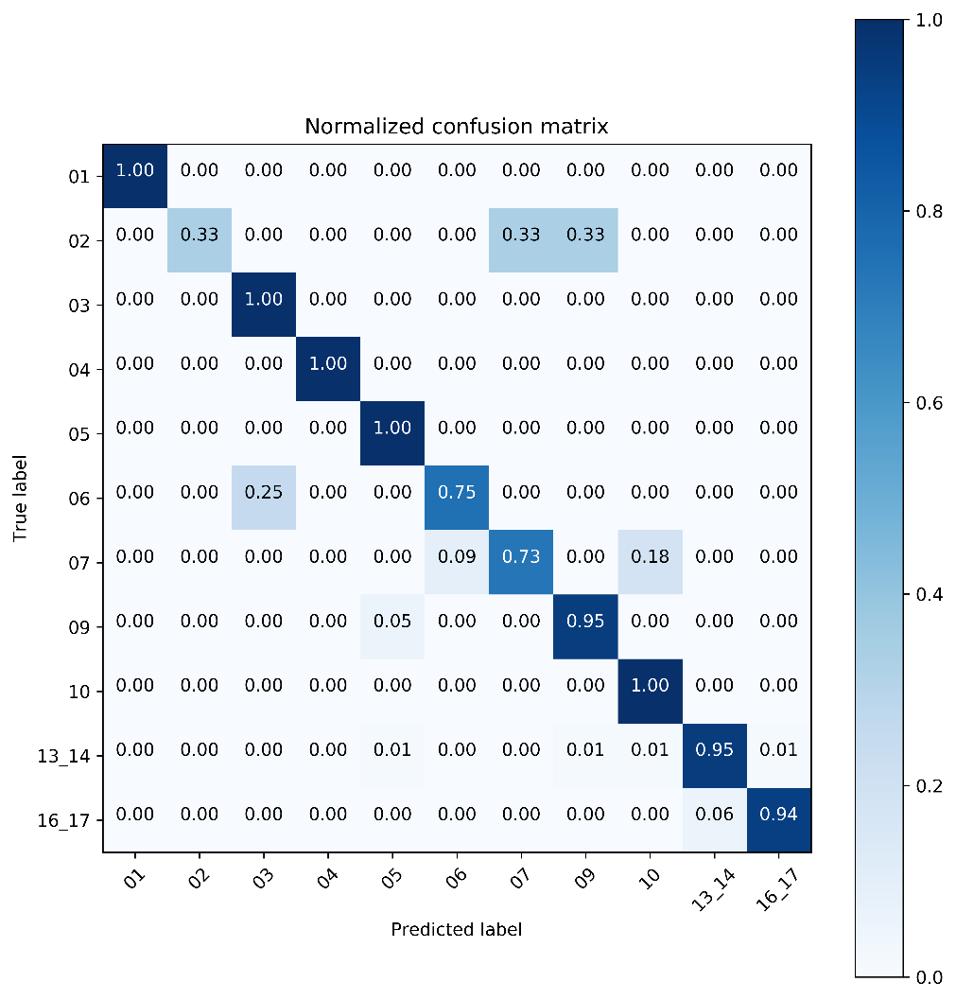 Normalized confusion matrix
True label
01 1.00 0.00 0.00 0.00 0.00 0.00 0.00 0.00 0.00 0.00 0.00
02 0.00 0.33 0.00 0.00 0.00 0.00 0.33 0.33 0.00 0.00 0.00
03 0.00 0.00 1.00 0.00 0.00 0.00 0.00 0.00 0.00 0.00 0.00
04 0.00 0.00 0.00 1.00 0.00 0.00 0.00 0.00 0.00 0.00 0.00
05 0.00 0.00 0.00 0.00 1.00 0.00 0.00 0.00 0.00 0.00 0.00
06 0.00 0.00 0.25 0.00 0.00 0.75 0.00 0.00 0.00 0.00 0.00
07 0.00 0.00 0.00 0.00 0.00 0.09 0.73 0.00 0.18 0.00 0.00
09 0.00 0.00 0.00 0.00 0.05 0.00 0.00 0.95 0.00 0.00 0.00
10 0.00 0.00 0.00 0.00 0.00 0.00 0.00 0.00 1.00 0.00 0.00
13_14 0.00 0.00 0.00 0.00 0.01 0.00 0.00 0.01 0.01 0.95 0.01
16_17 0.00 0.00 0.00 0.00 0.00 0.00 0.00 0.00 0.00 0.06 0.94
01 02 03 04 05 06 07 09 10 13_14 16_17
Predicted label
1.0
0.8
0.6
0.4
0.2
0.0